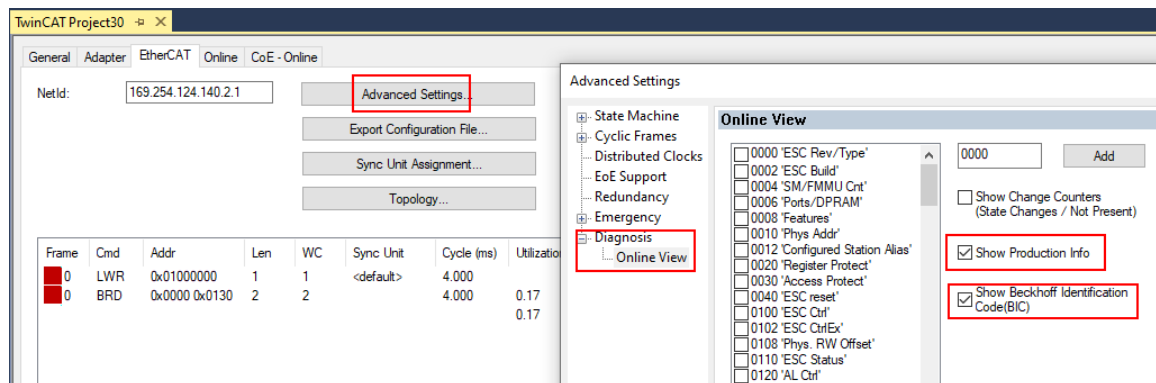 TwinCAT Project30
General Adapter EtherCAT Online CoE - Online
NetId: 169.254.124.140.2.1
Advanced Settings...
Export Configuration File...
Sync Unit Assignment...
Topology...
Frame Cmd Addr Len WC Sync Unit Cycle (ms)
0 LWR 0x01000000 1 1 <default> 4.000
0 BRD 0x0000 0x0130 2 2 4.000 0.17
0.17
Advanced Settings
State Machine
Cyclic Frames
Distributed Clocks
EoE Support
Redundancy
Emergency
Diagnosis
Online View
Online View
0000 'ESC Rev/Type'
0002 'ESC Build'
0004 'SM/FMMU Cnt'
0006 'Ports/DPRAM'
0008 'Features'
0010 'Phys Addr'
0012 'Configured Station Alias'
0020 'Register Protect'
0030 'Access Protect'
0040 'ESC reset'
0100 'ESC Ctrl'
0102 'ESC CtrlEx'
0108 'Phys. RW Offset'
0110 'ESC Status'
0120 'AL Ctrl'
0000 Add
Show Change Counters
(State Changes / Not Present)
Show Production Info
Show Beckhoff Identification
Code(BIC)